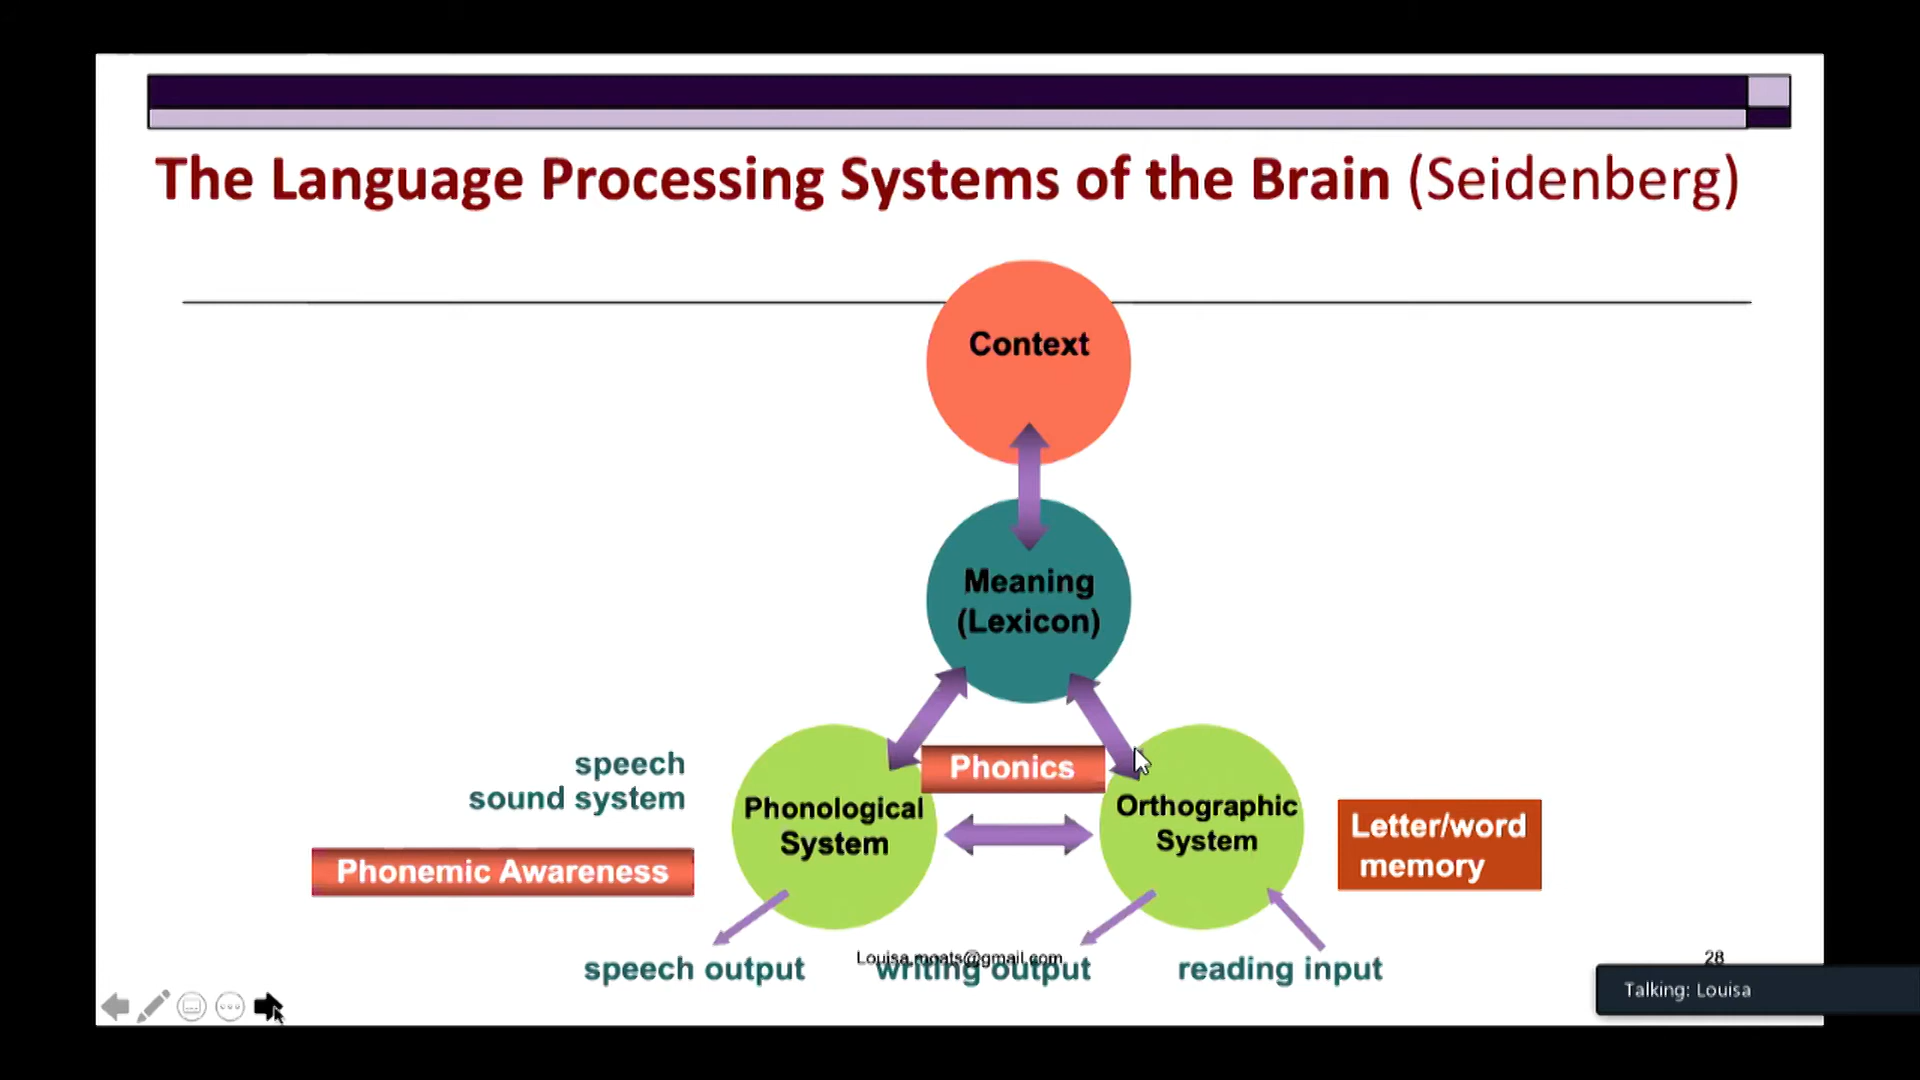 The Language Processing Systems of the Brain (Seidenberg)
Context
Meaning
(Lexicon)
speech
sound system
Phonics
Phonological
System
Orthographic
System
Letter/word
memory
Phonemic Awareness
Louisa.moats@gmail.com
28
speech output
writing output
reading input
Talking: Louisa